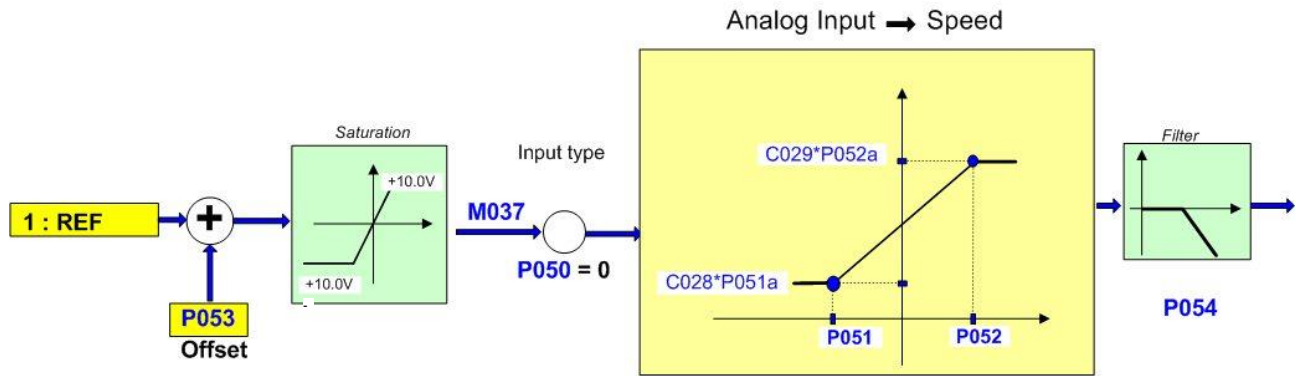 Analog Input → Speed
Saturation
+10.0V
+10.0V
-
1 : REF
+
P053
Offset
M037
Input type
P050 = 0
C029*P052a
C028*P051a
P051
P052
Filter
P054